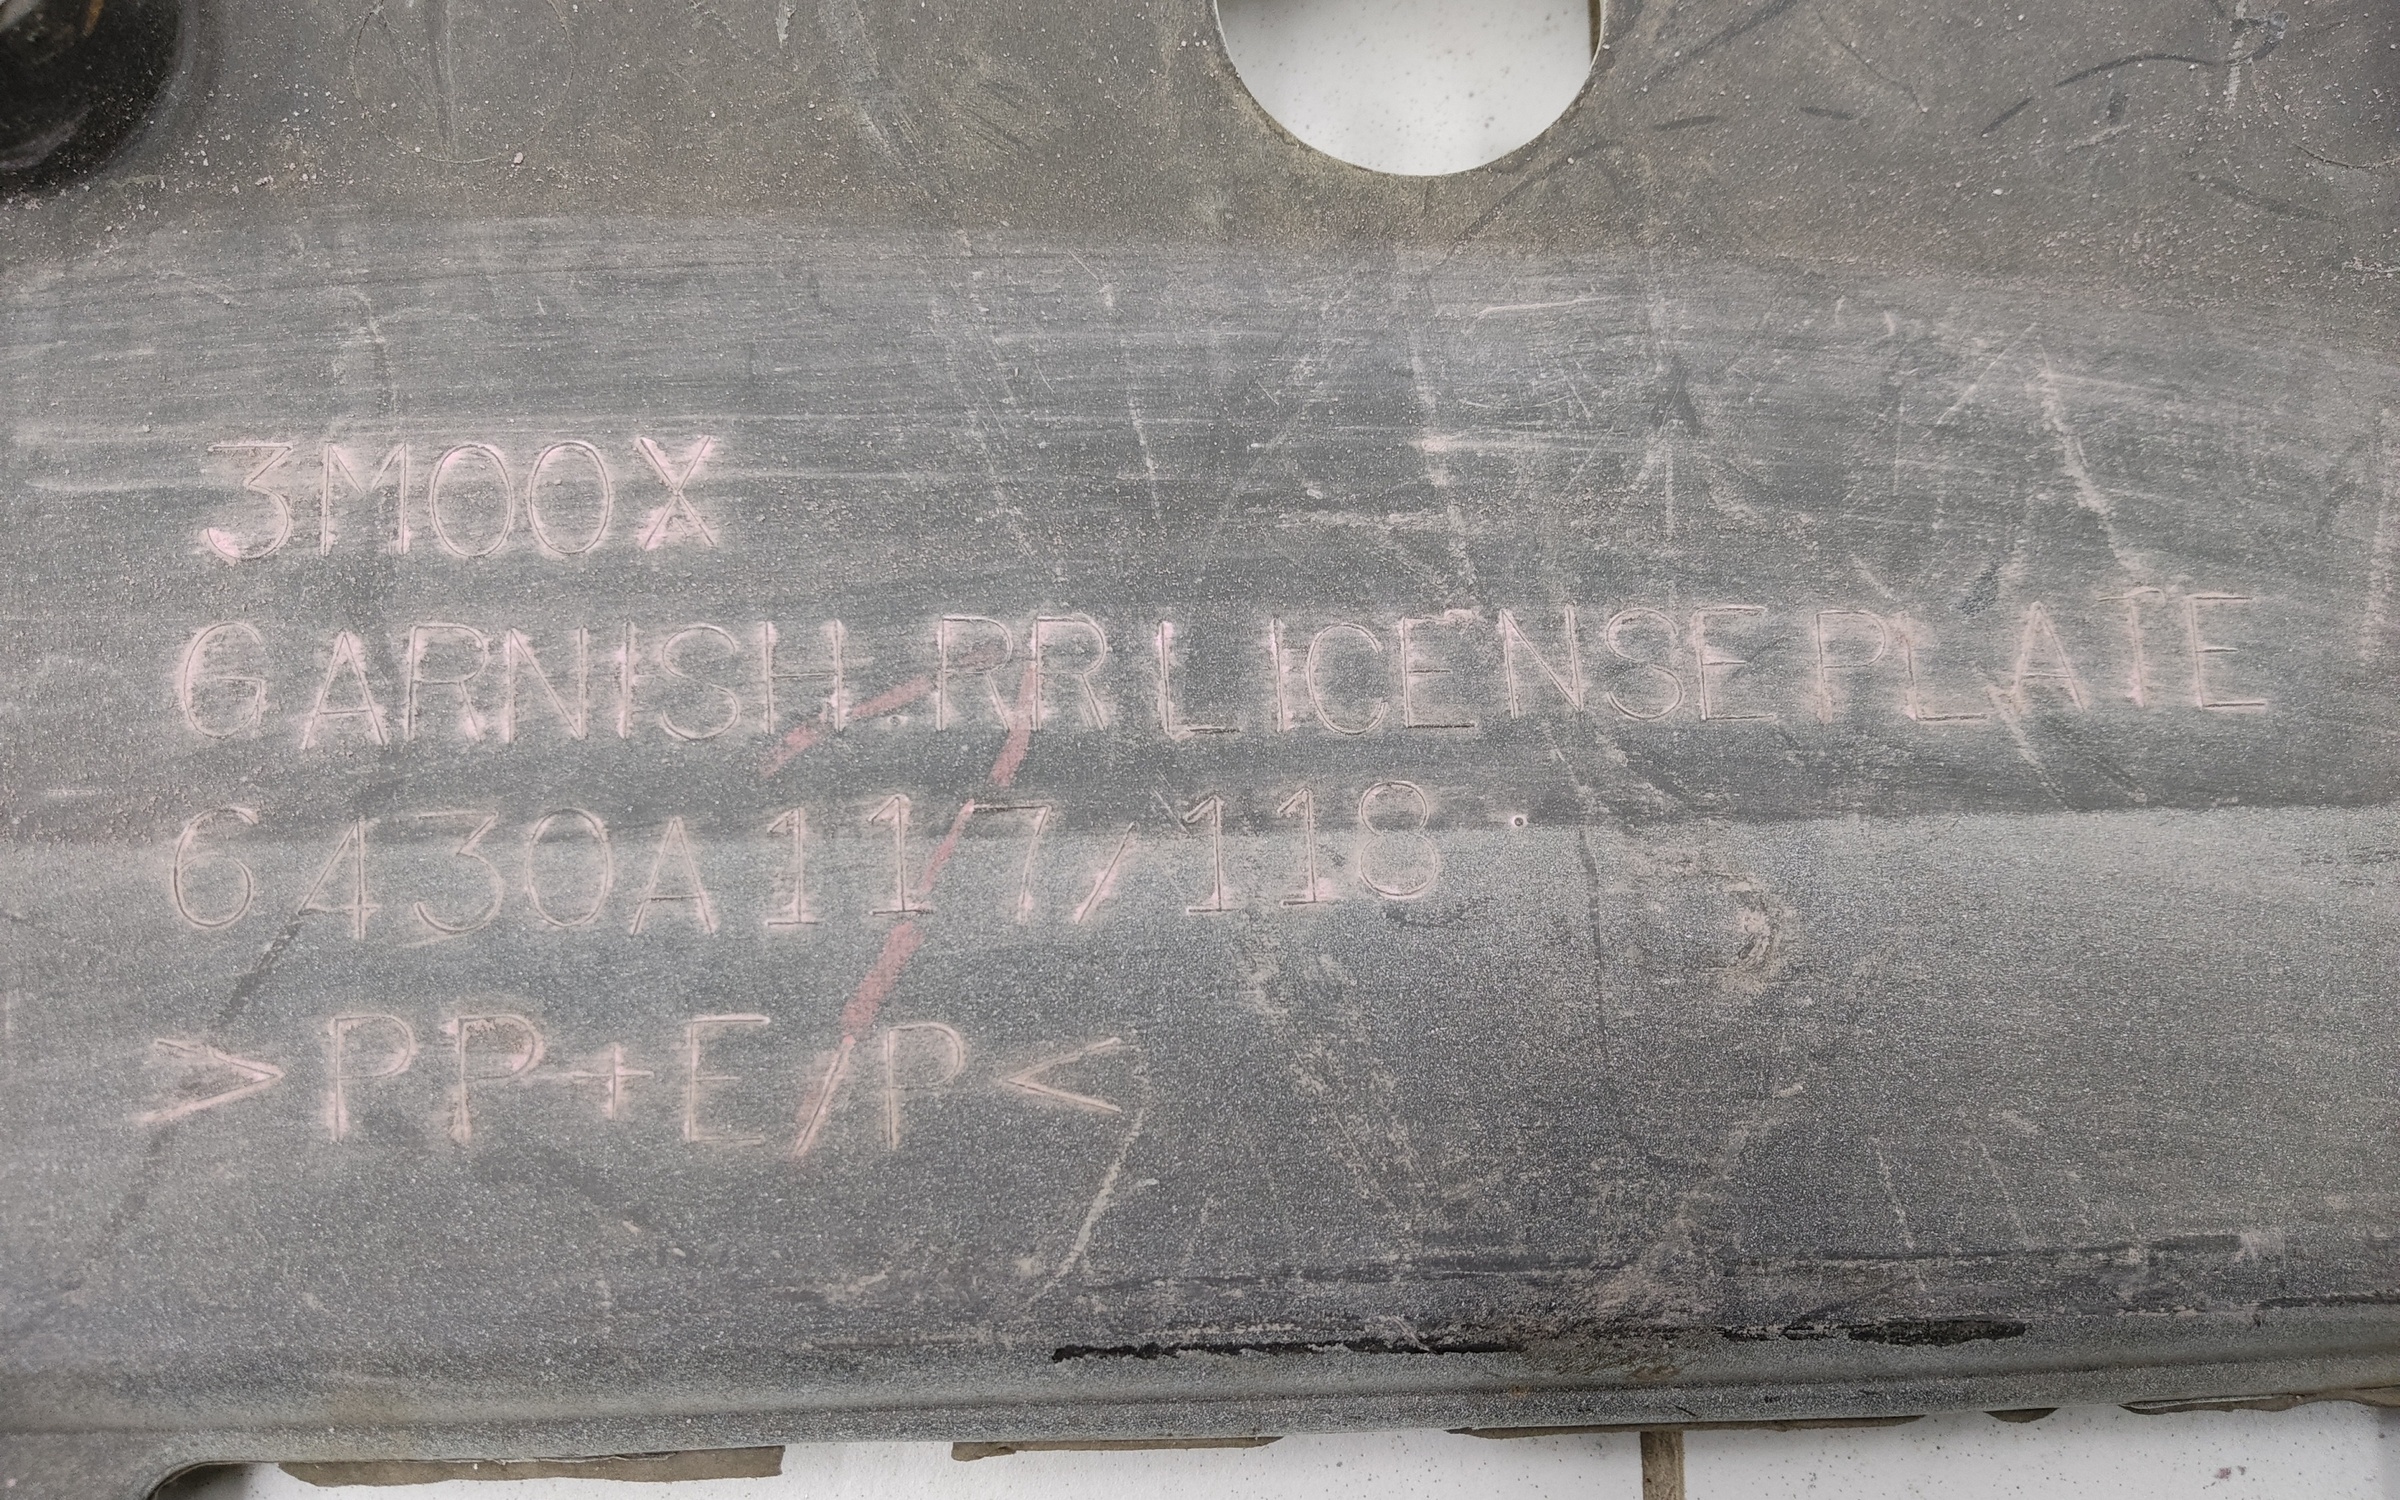 3M00X
GARNISH. RR LICENSE PLATE
6430A117/118
>PP+E/P<